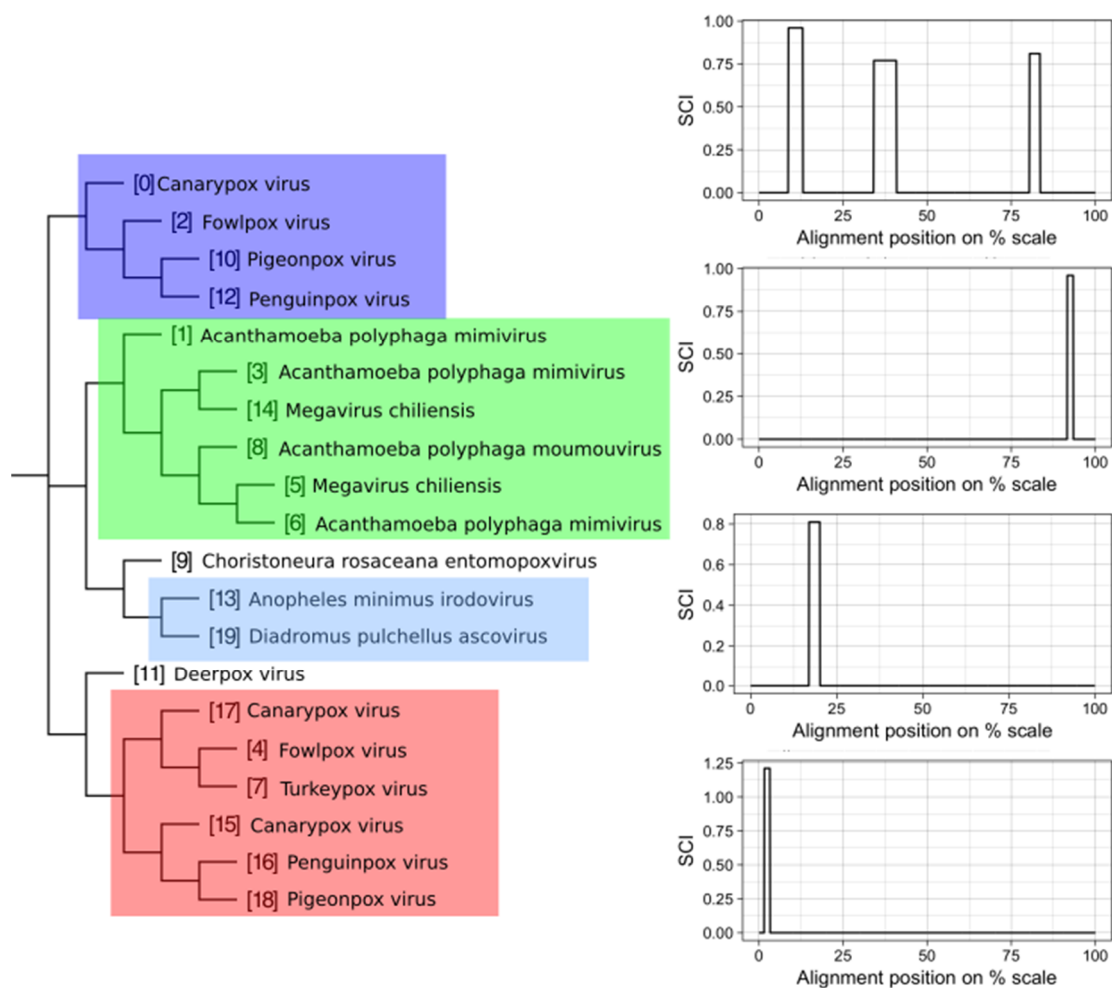 [0]Canarypox virus
[2] Fowlpox virus
[10] Pigeonpox virus
[12] Penguinpox virus
[1] Acanthamoeba polyphaga mimivirus
[3] Acanthamoeba polyphaga mimivirus
[14] Megavirus chiliensis
[8] Acanthamoeba polyphaga moumouvirus
[5] Megavirus chiliensis
[6] Acanthamoeba polyphaga mimivirus
[9] Choristoneura rosaceana entomopoxvirus
[13] Anopheles minimus irodovirus
[19] Diadromus pulchellus ascovirus
[11] Deerpox virus
[17] Canarypox virus
[4] Fowlpox virus
[7] Turkeypox virus
[15] Canarypox virus
[16] Penguinpox virus
[18] Pigeonpox virus
SCI
1.00
0.75
0.50
0.25
0.00
0 25 50 75 100
Alignment position on % scale
SCI
1.00
0.75
0.50
0.25
0.00
0 25 50 75 100
Alignment position on % scale
SCI
0.8
0.6
0.4
0.2
0.0
0 25 50 75 100
Alignment position on % scale
SCI
1.25
1.00
0.75
0.50
0.25
0.00
0 25 50 75 100
Alignment position on % scale